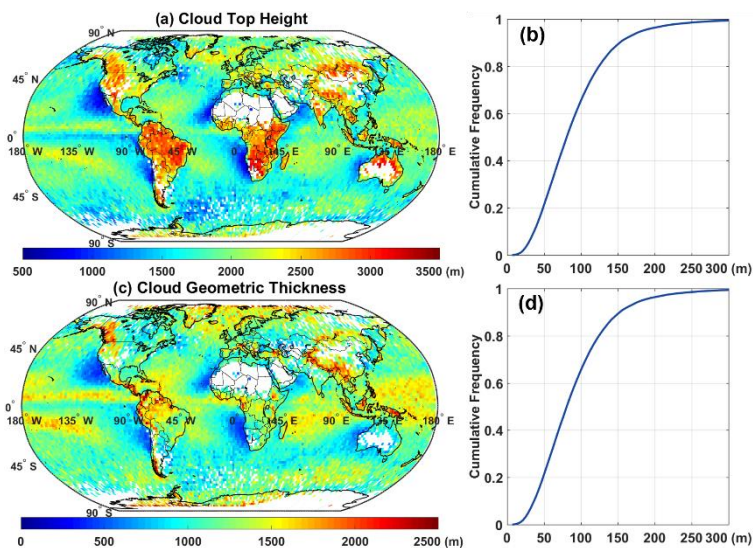 (a) Cloud Top Height
90° N
45° N
0°
180° W 135° W 90° W 45° W 0° 45° E 90° E 135° E 180° E
45° S
90° S
500 1000 1500 2000 2500 3000 3500 (m)
(b)
Cumulative Frequency
1
0.8
0.6
0.4
0.2
0
0 50 100 150 200 250 300 (m)
(c) Cloud Geometric Thickness
90° N
45° N
0°
180° W 135° W 90° W 45° W 0° 45° E 90° E 135° E 180° E
45° S
90° S
0 500 1000 1500 2000 2500 (m)
(d)
Cumulative Frequency
1
0.8
0.6
0.4
0.2
0
0 50 100 150 200 250 300 (m)